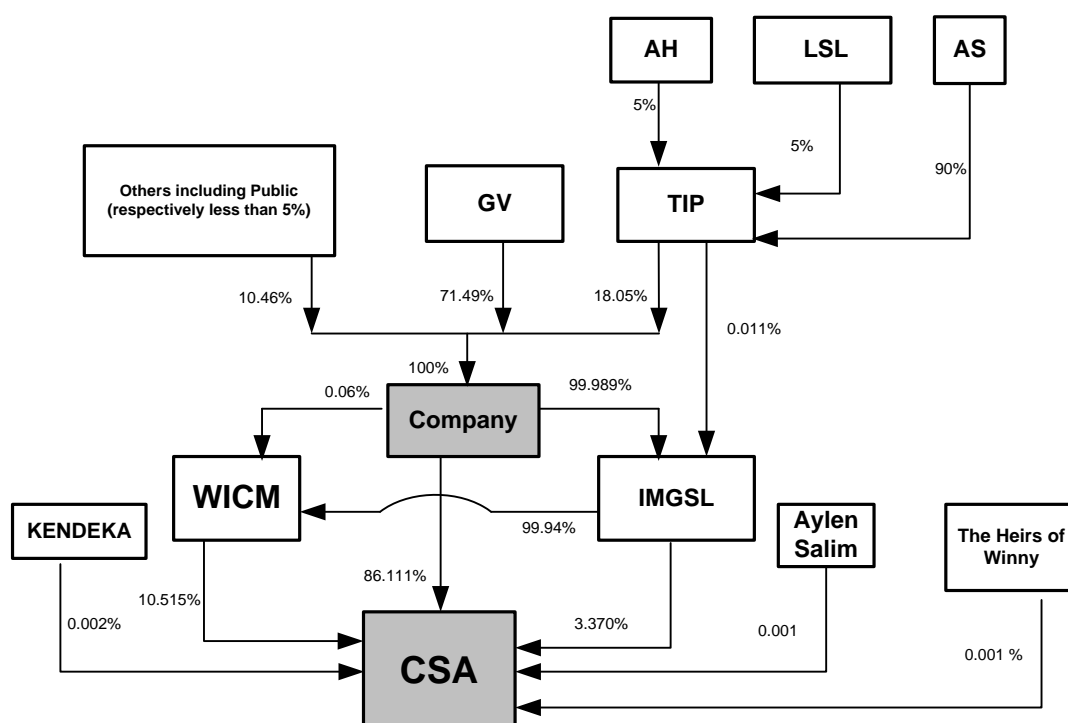 AH
LSL
AS
5%
5%
90%
Others including Public
(respectively less than 5%)
GV
TIP
10.46%
71.49%
18.05%
0.011%
100%
0.06%
99.989%
Company
WICM
IMGSL
KENDEKA
99.94%
Aylen
Salim
The Heirs of
Winny
86.111%
10.515%
0.002%
3.370%
0.001
0.001 %
CSA